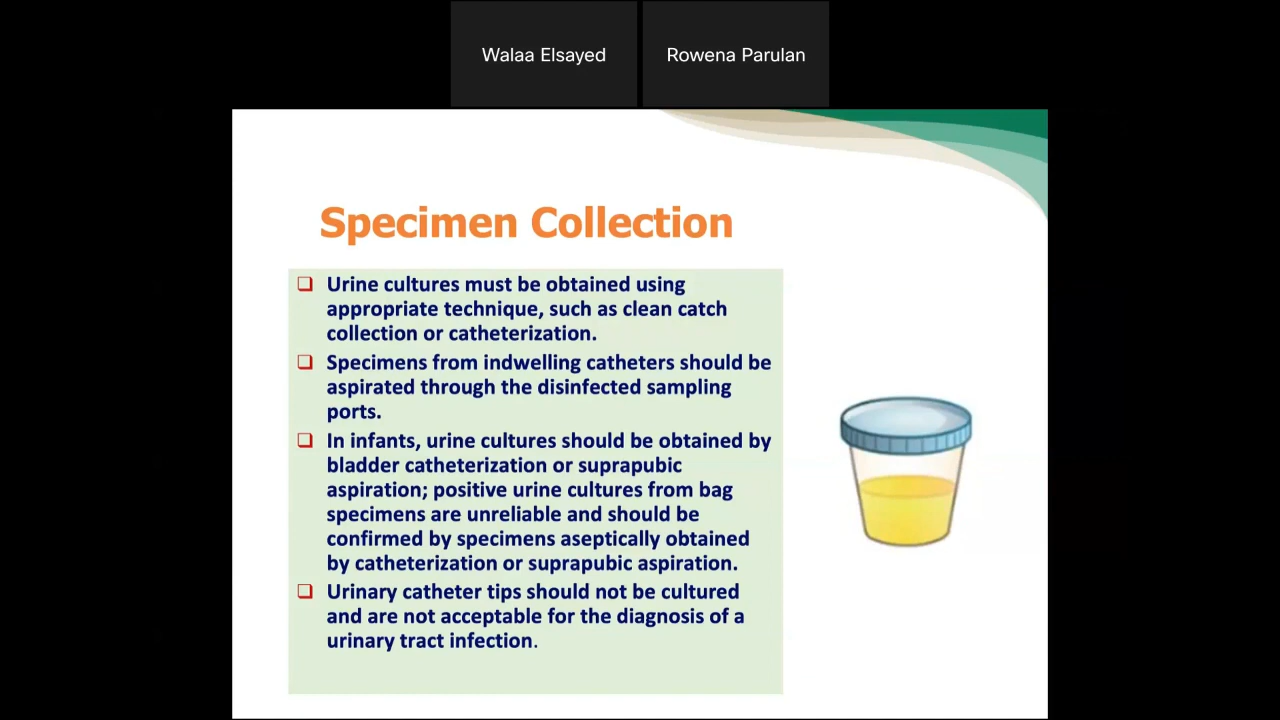 Walaa Elsayed
Rowena Parulan
Specimen Collection
❑ Urine cultures must be obtained using
appropriate technique, such as clean catch
collection or catheterization.
❑ Specimens from indwelling catheters should be
aspirated through the disinfected sampling
ports.
❑ In infants, urine cultures should be obtained by
bladder catheterization or suprapubic
aspiration; positive urine cultures from bag
specimens are unreliable and should be
confirmed by specimens aseptically obtained
by catheterization or suprapubic aspiration.
❑ Urinary catheter tips should not be cultured
and are not acceptable for the diagnosis of a
urinary tract infection.